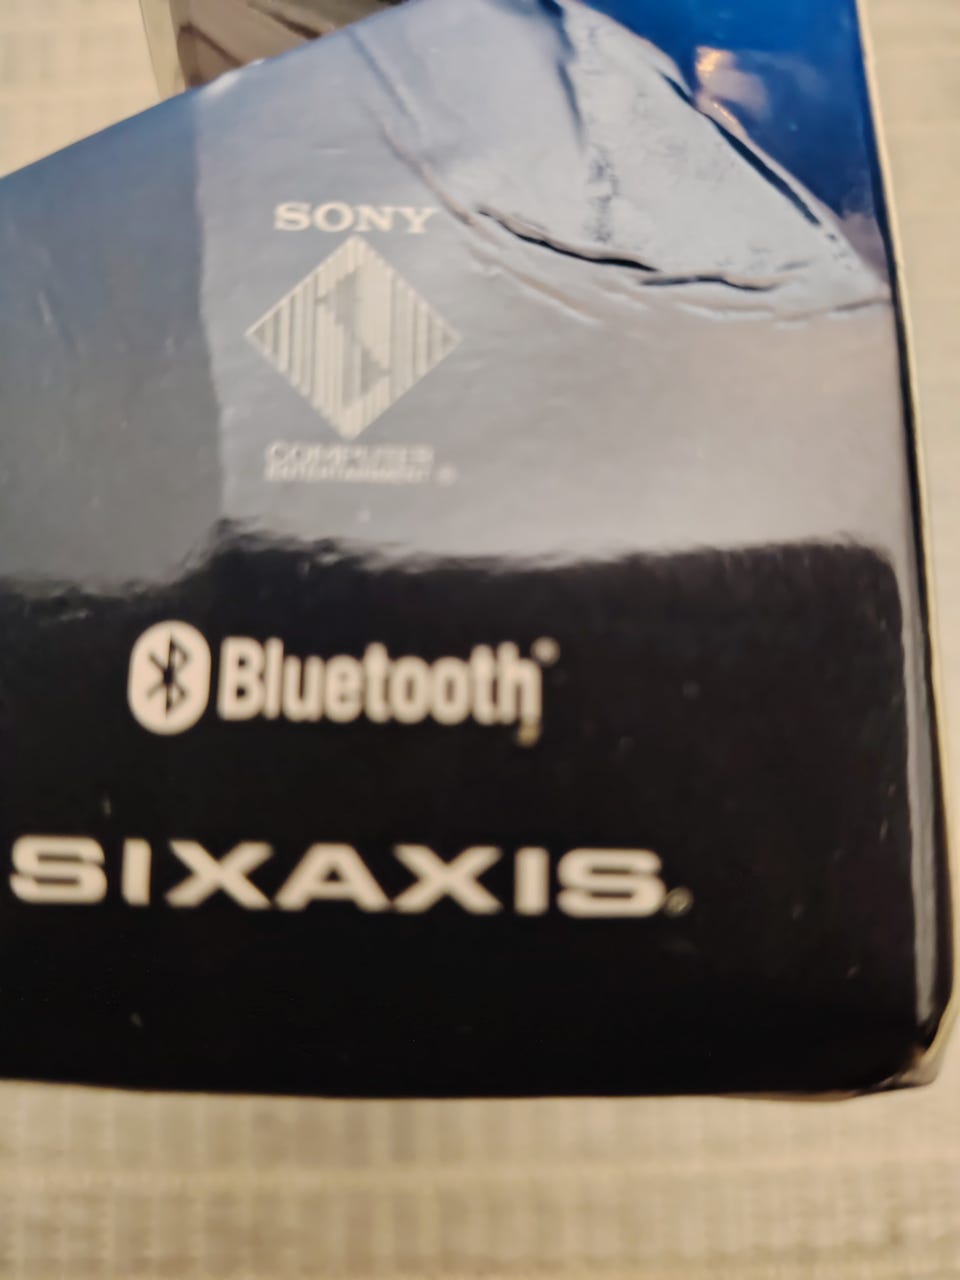 SONY
COMPUTER
ENTERTAINMENT ®
Bluetooth®
SIXAXIS®